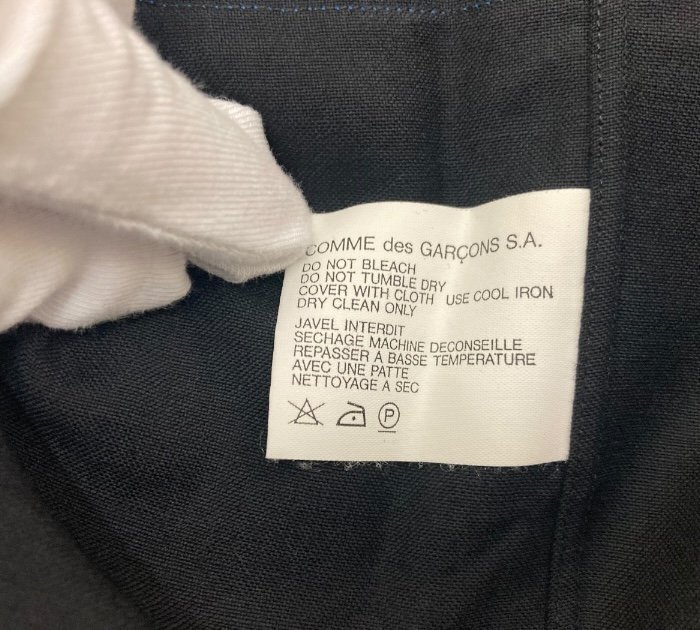 COMME des GARÇONS S.A.
DO NOT BLEACH
DO NOT TUMBLE DRY
COVER WITH CLOTH USE COOL IRON
DRY CLEAN ONLY
JAVEL INTERDIT
SECHAGE MACHINE DECONSEILLE
REPASSER A BASSE TEMPERATURE
AVEC UNE PATTE
NETTOYAGE A SEC
P